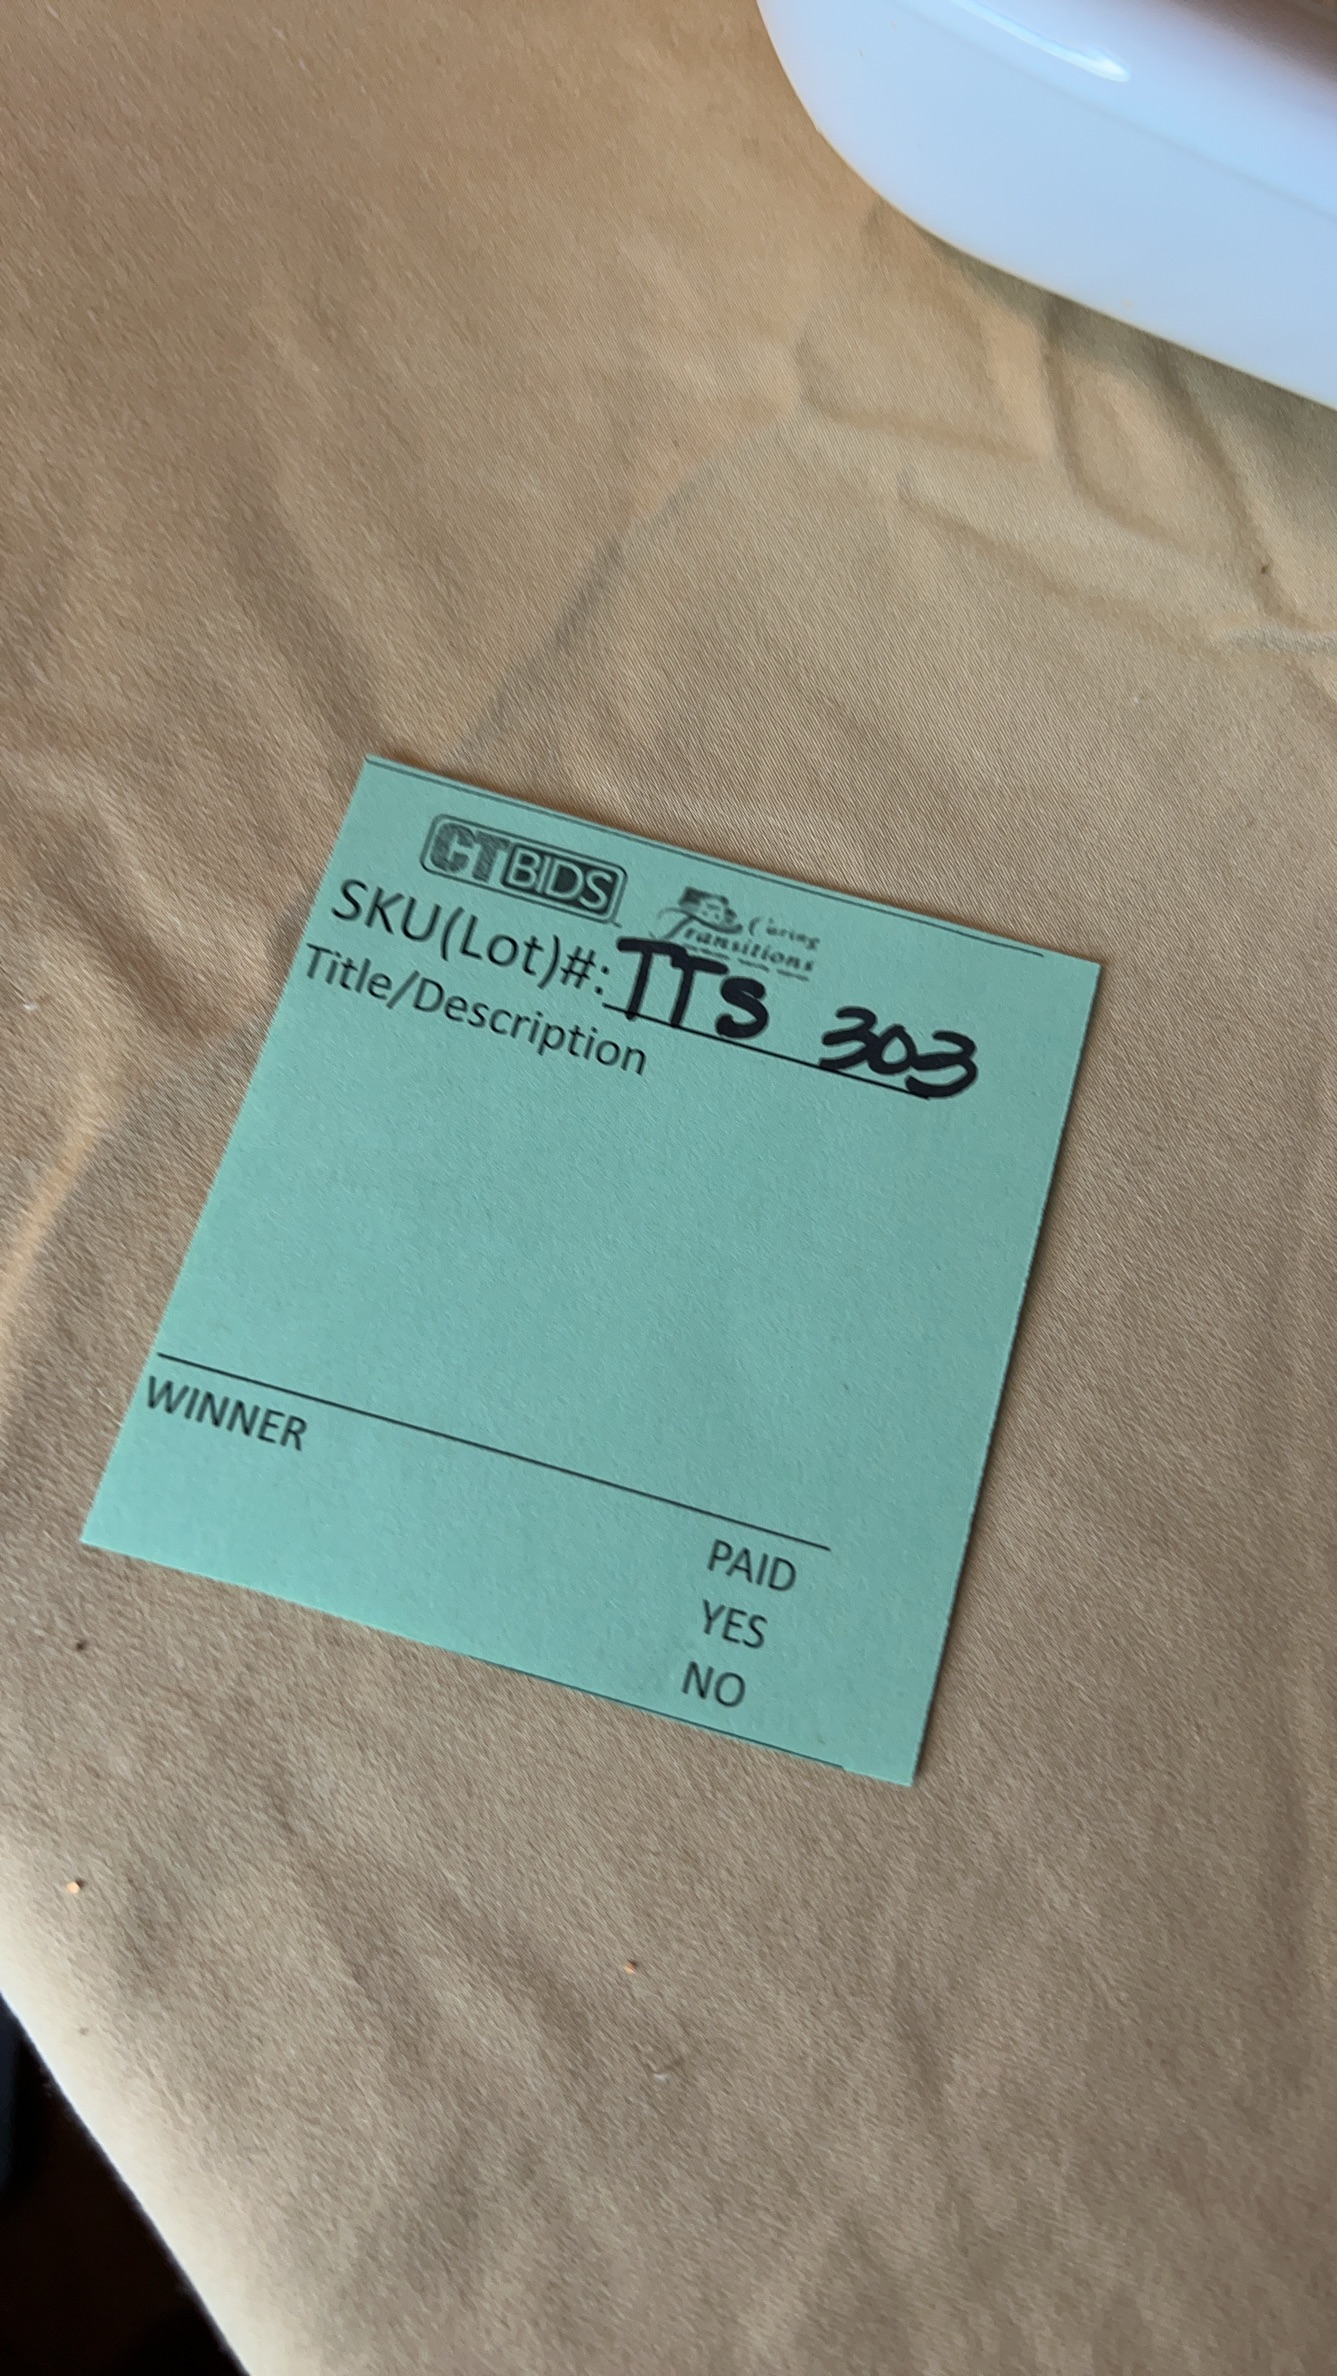 CTBIDS
Caring
Transitions
SKU(Lot)#: TTS 303
Title/Description
WINNER
PAID
YES
NO